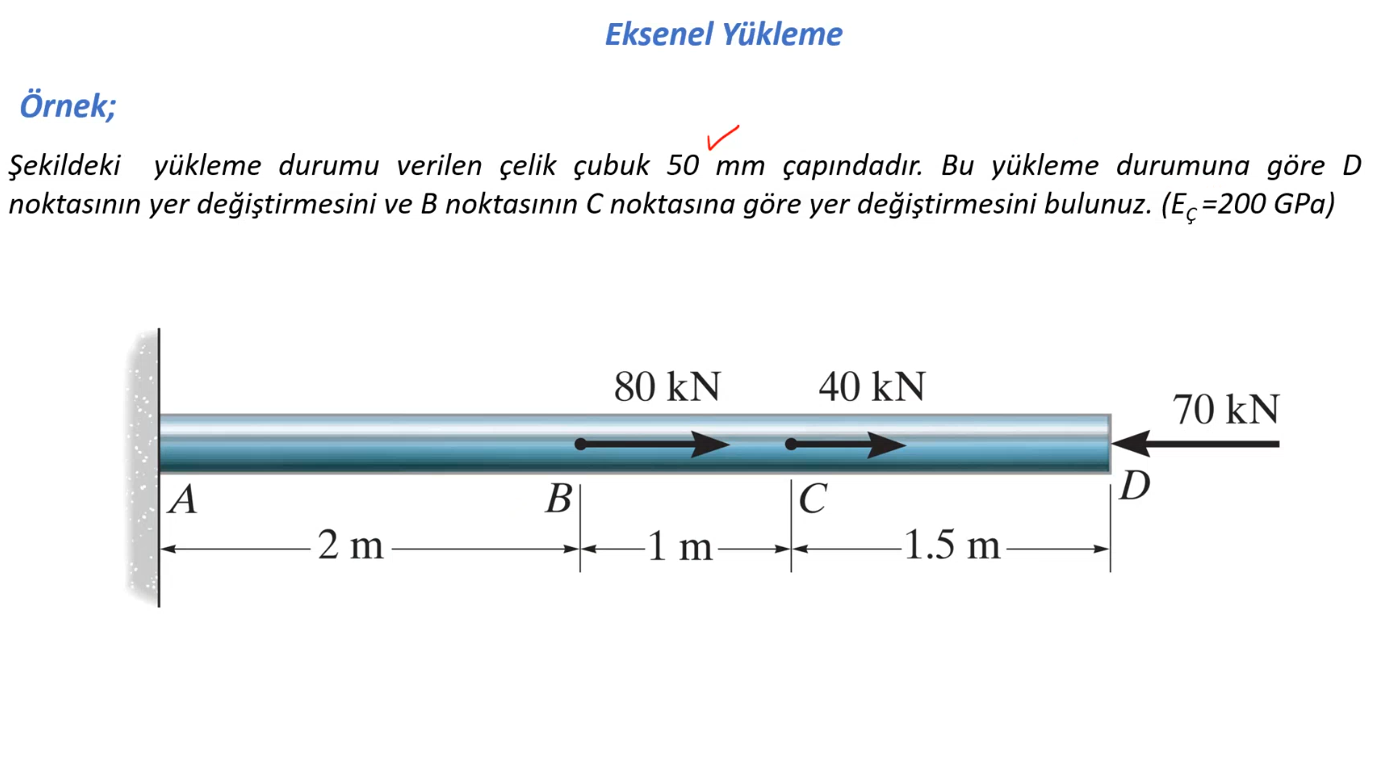 Eksenel Yükleme
Örnek;
Şekildeki yükleme durumu verilen çelik çubuk 50 mm çapındadır. Bu yükleme durumuna göre D
noktasının yer değiştirmesini ve B noktasının C noktasına göre yer değiştirmesini bulunuz. (EÇ=200 GPa)
80 kN 40 kN 70 kN
A B C D
2 m 1 m 1.5 m